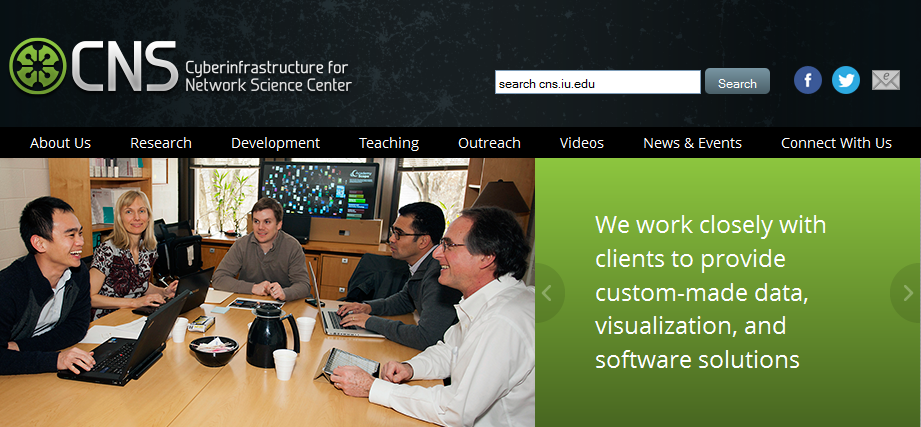 CNS
Cyberinfrastructure for
Network Science Center
search cns.iu.edu
Search
f
e
About Us
Research
Development
Teaching
Outreach
Videos
News & Events
Connect With Us
We work closely with
clients to provide
custom-made data,
visualization, and
software solutions